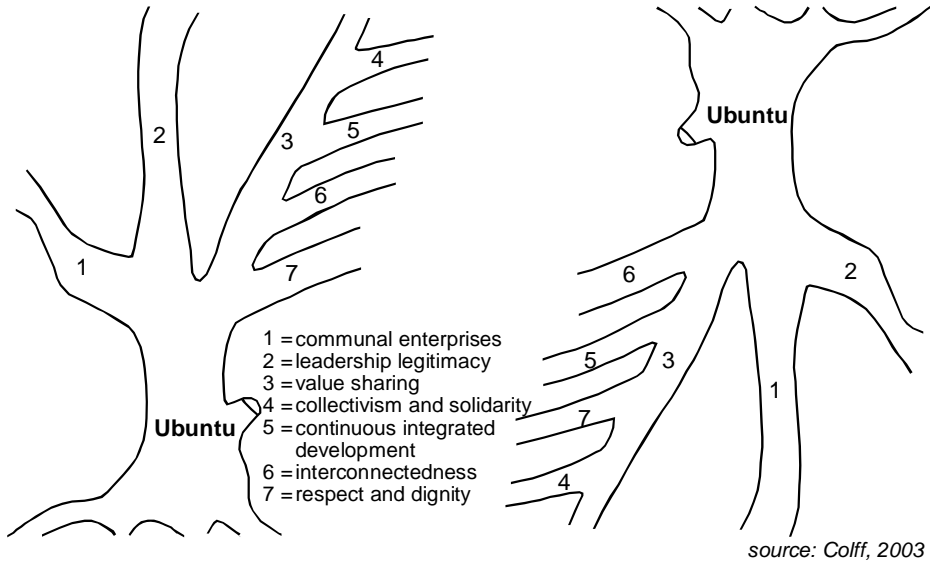 4
2
5
3
6
1
7
Ubuntu
1 = communal enterprises
2 = leadership legitimacy
3 = value sharing
4 = collectivism and solidarity
5 = continuous integrated
development
6 = interconnectedness
7 = respect and dignity
Ubuntu
6
2
5
3
1
7
4
source: Colff, 2003